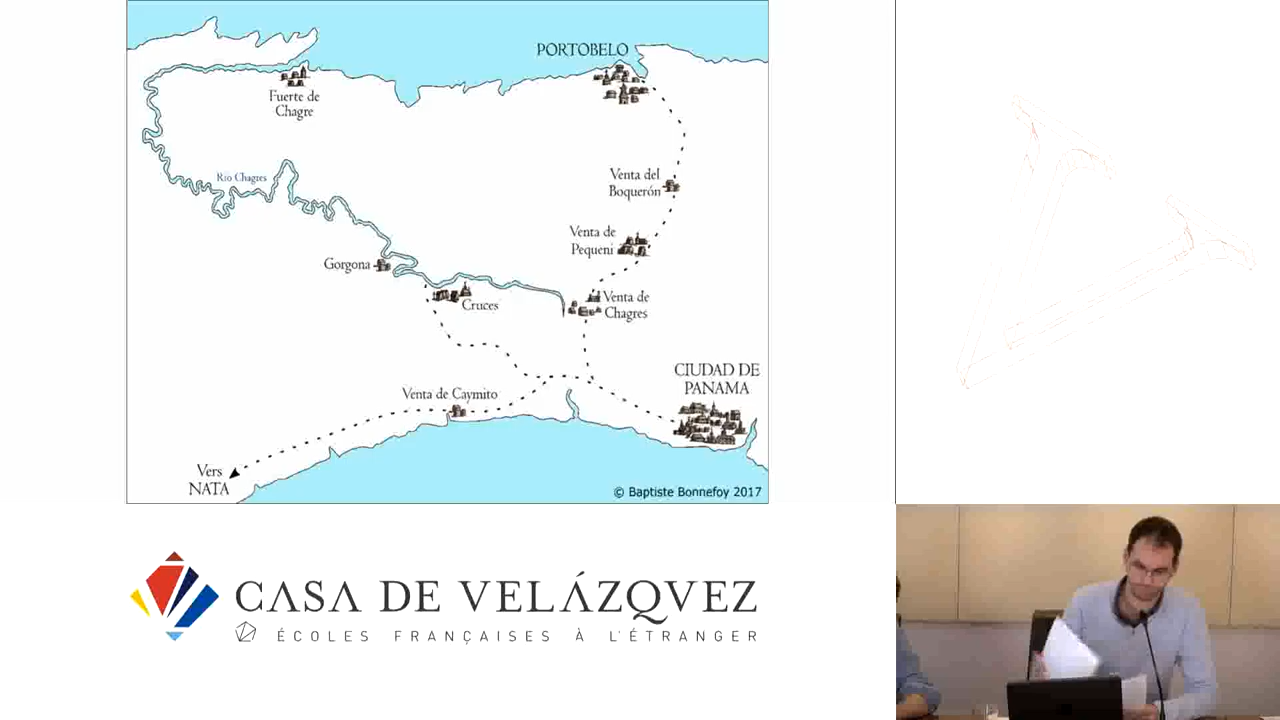 PORTOBELO
Fuerte de
Chagre
Venta del
Boquerón
Río Chagres
Venta de
Pequeni
Gorgona
Cruces
Venta de
Chagres
CIUDAD DE
PANAMA
Venta de Caymito
Vers
NATA
© Baptiste Bonnefoy 2017
CASA DE VELÁZQVEZ
ÉCOLES FRANÇAISES À L'ÉTRANGER